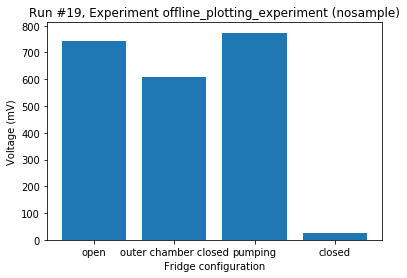 Run #19, Experiment offline_plotting_experiment (nosample)
800
700
600
500
400
300
200
100
0
Voltage (mV)
open outer chamber closed pumping closed
Fridge configuration